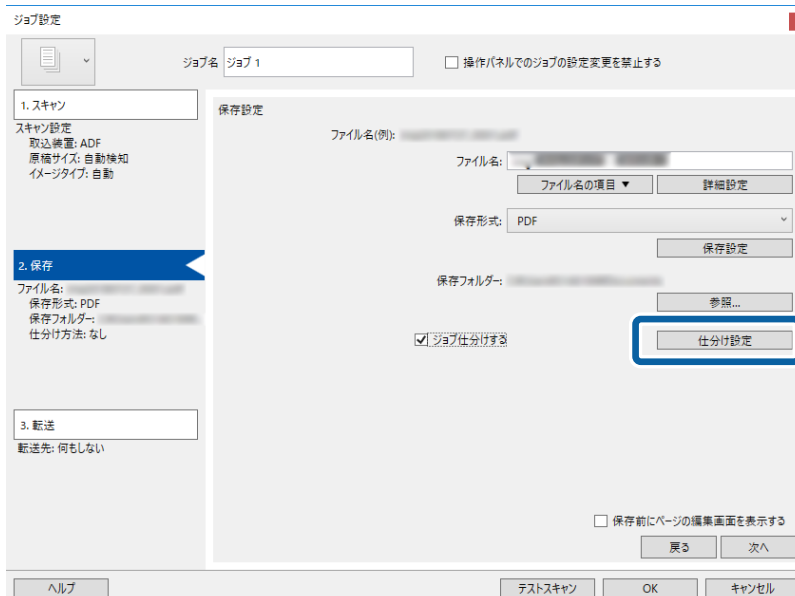 ジョブ設定
ジョブ名 ジョブ 1 操作パネルでのジョブの設定変更を禁止する
1. スキャン
スキャン設定
取込装置: ADF
原稿サイズ: 自動検知
イメージタイプ: 自動
2. 保存
ファイル名:
保存形式: PDF
保存フォルダー:
仕分け方法: なし
3. 転送
転送先: 何もしない
保存設定
ファイル名(例):
ファイル名:
ファイル名の項目 ▼ 詳細設定
保存形式: PDF
保存設定
保存フォルダー:
参照...
ジョブ仕分けする 仕分け設定
保存前にページの編集画面を表示する
戻る 次へ
ヘルプ テストスキャン OK キャンセル